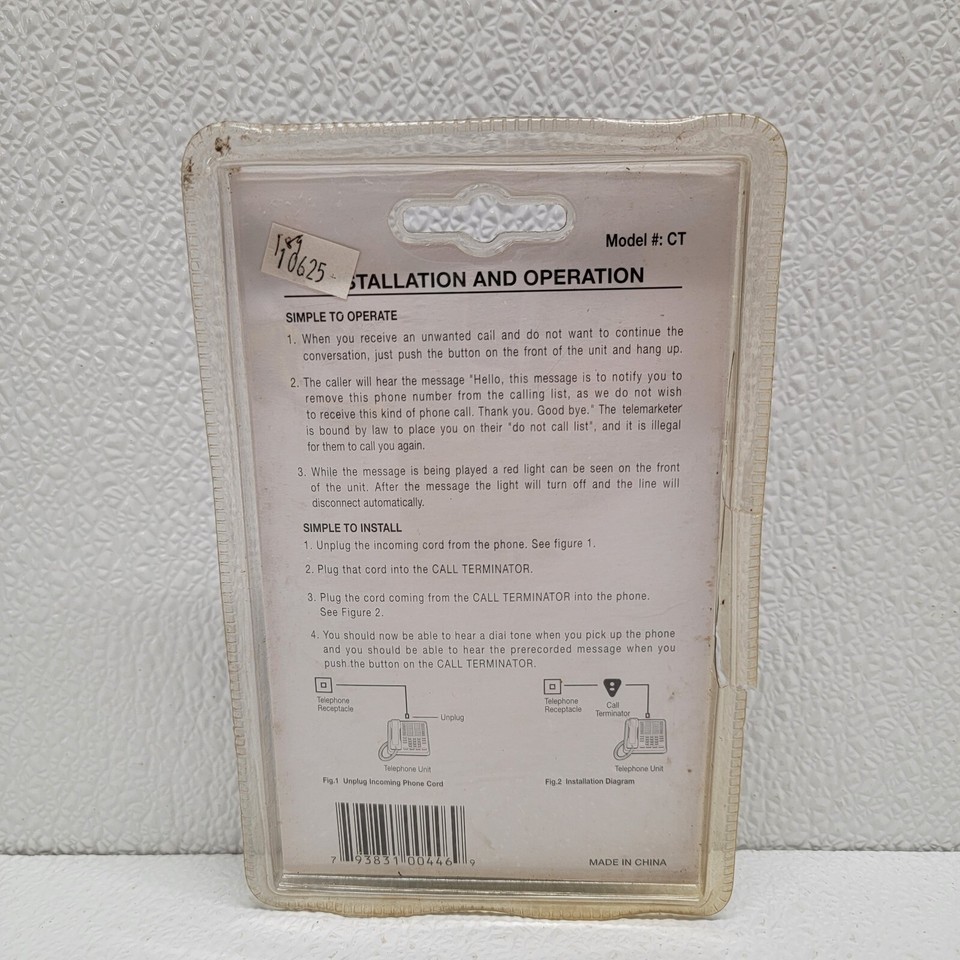 Model #: CT
189
10625-
STALLATION AND OPERATION
SIMPLE TO OPERATE
1. When you receive an unwanted call and do not want to continue the
conversation, just push the button on the front of the unit and hang up.
2. The caller will hear the message "Hello, this message is to notify you to
remove this phone number from the calling list, as we do not wish
to receive this kind of phone call. Thank you. Good bye." The telemarketer
is bound by law to place you on their "do not call list", and it is illegal
for them to call you again.
3. While the message is being played a red light can be seen on the front
of the unit. After the message the light will turn off and the line will
disconnect automatically.
SIMPLE TO INSTALL
1. Unplug the incoming cord from the phone. See figure 1.
2. Plug that cord into the CALL TERMINATOR.
3. Plug the cord coming from the CALL TERMINATOR into the phone.
See Figure 2.
4. You should now be able to hear a dial tone when you pick up the phone
and you should be able to hear the prerecorded message when you
push the button on the CALL TERMINATOR.
Telephone
Receptacle
Unplug
Telephone Unit
Fig.1 Unplug Incoming Phone Cord
Telephone
Receptacle
Call
Terminator
Telephone Unit
Fig.2 Installation Diagram
7 93831 00446 9
MADE IN CHINA